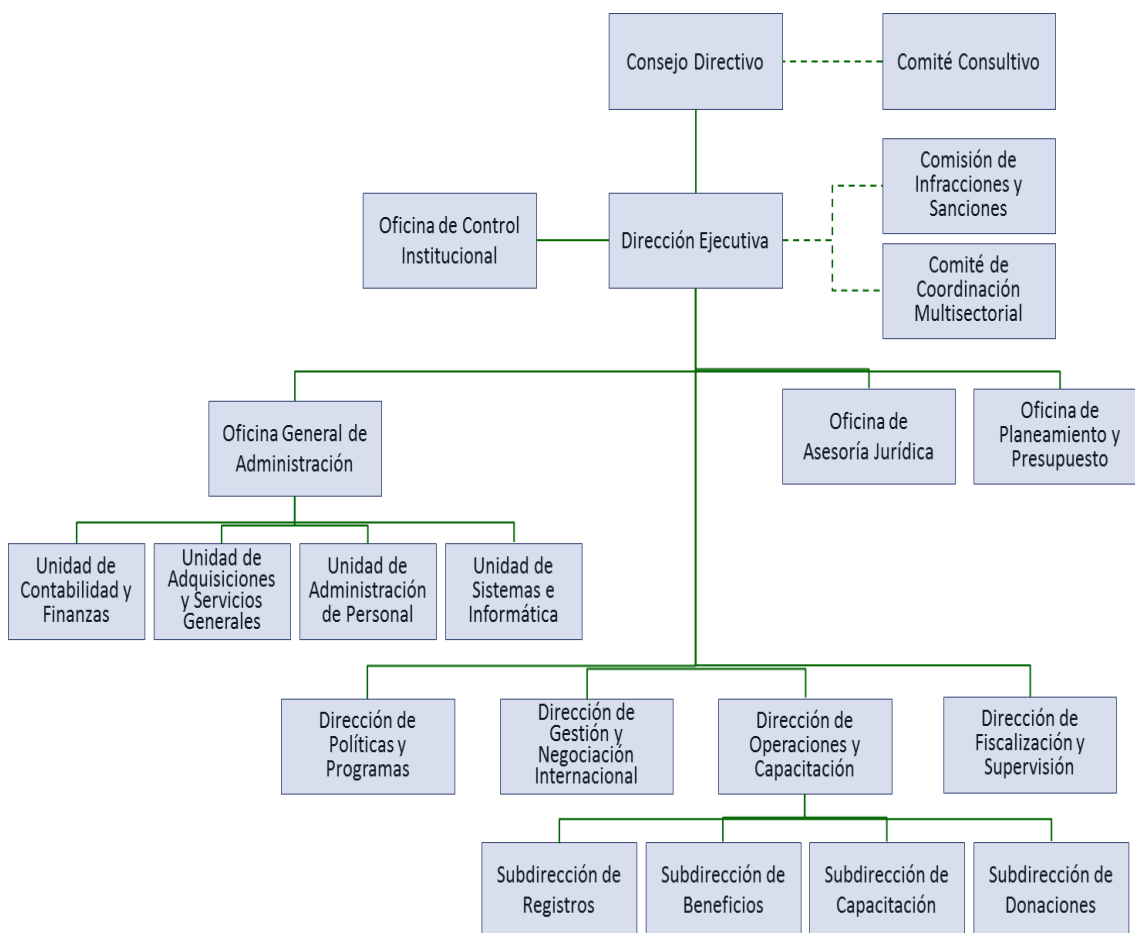 Consejo Directivo
Comité Consultivo
Comisión de
Infracciones y
Sanciones
Oficina de Control
Institucional
Dirección Ejecutiva
Comité de
Coordinación
Multisectorial
Oficina General de
Administración
Oficina de
Asesoría Jurídica
Oficina de
Planeamiento y
Presupuesto
Unidad de
Contabilidad y
Finanzas
Unidad de
Adquisiciones
y Servicios
Generales
Unidad de
Administración
de Personal
Unidad de
Sistemas e
Informática
Dirección de
Políticas y
Programas
Dirección de
Gestión y
Negociación
Internacional
Dirección de
Operaciones y
Capacitación
Dirección de
Fiscalización y
Supervisión
Subdirección de
Registros
Subdirección de
Beneficios
Subdirección de
Capacitación
Subdirección de
Donaciones